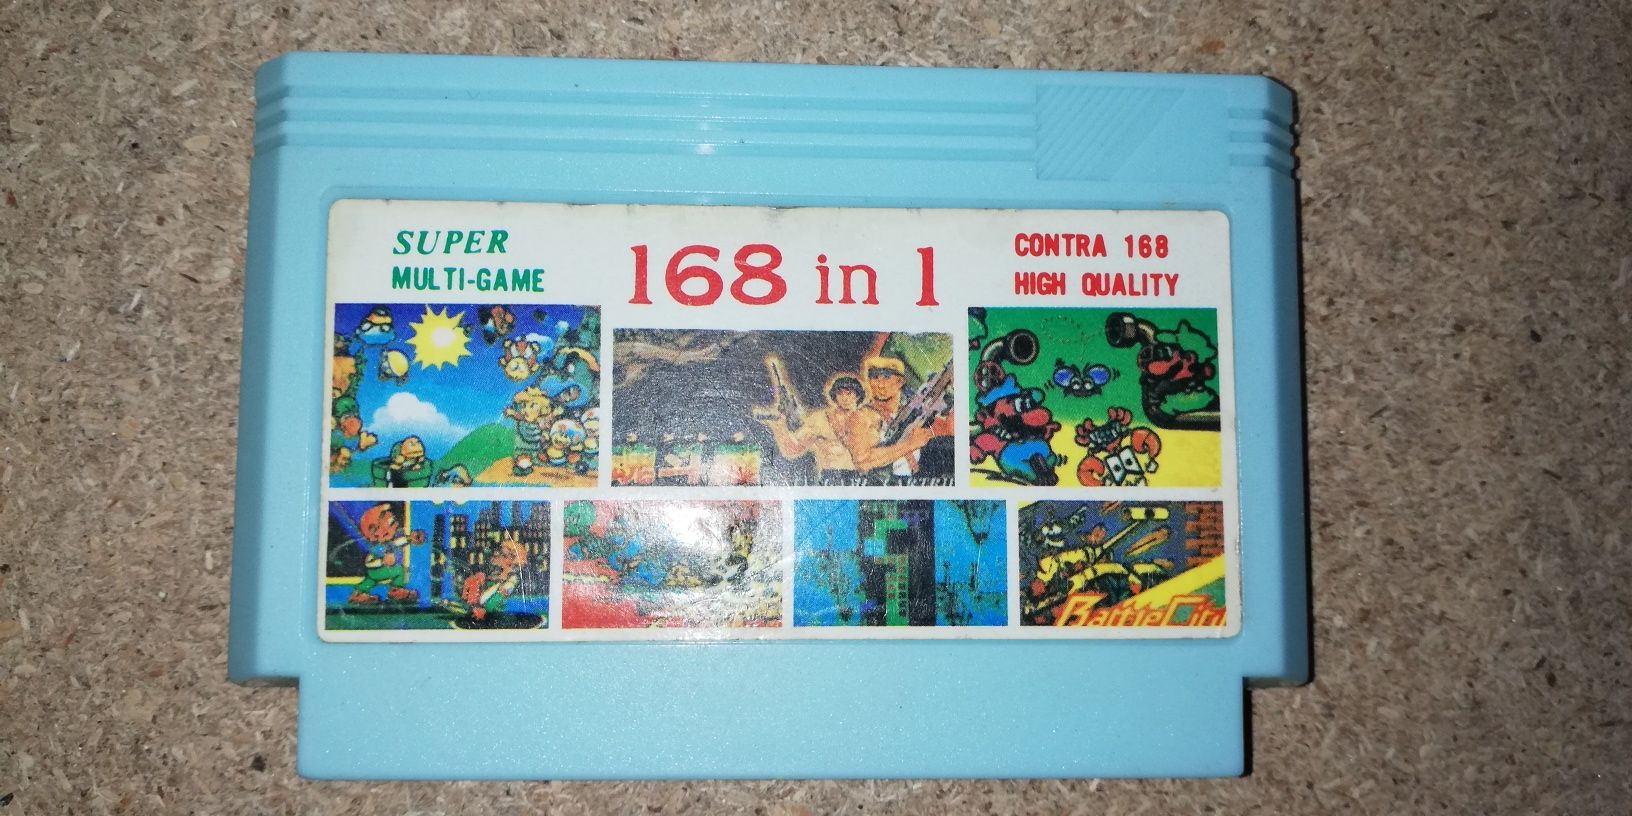 SUPER
MULTI-GAME
168 in 1
CONTRA 168
HIGH QUALITY
Battle City